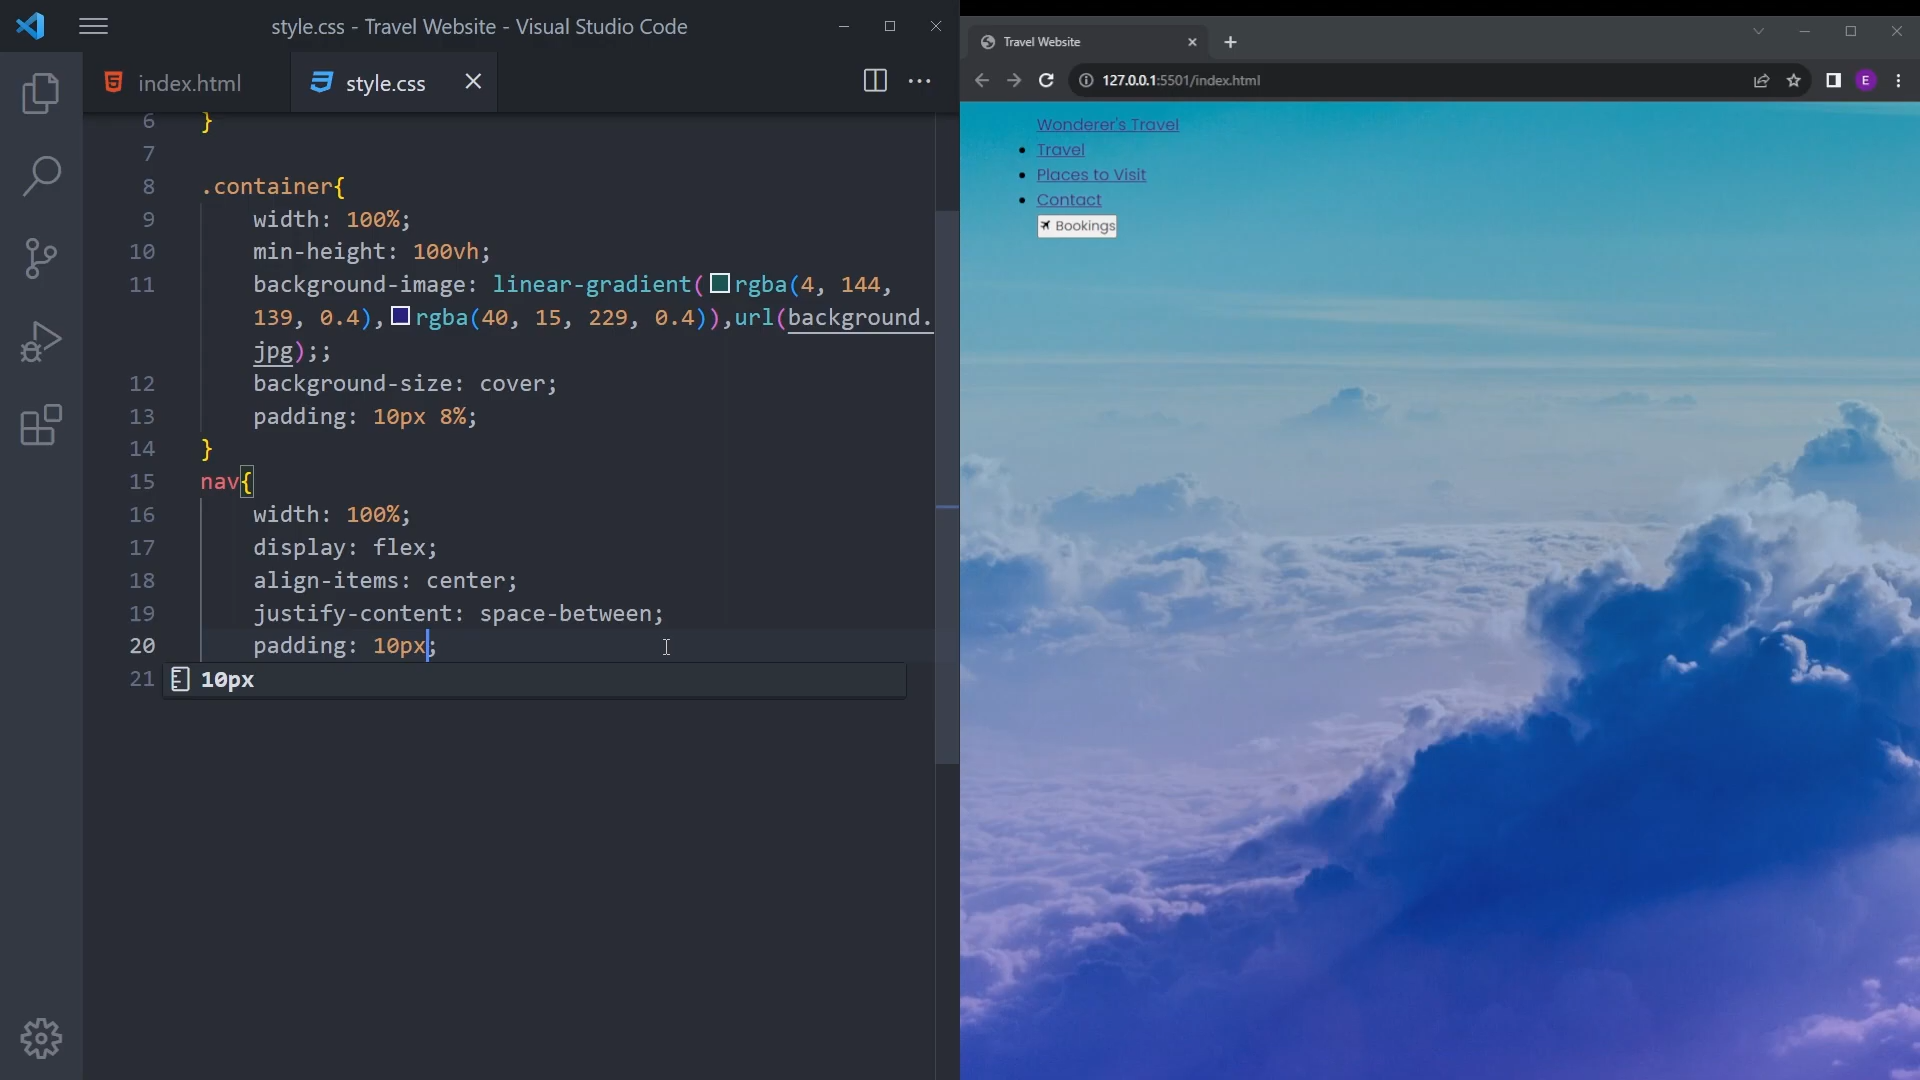 style.css - Travel Website - Visual Studio Code
index.html
style.css
6 }
7
8 .container{
9 width: 100%;
10 min-height: 100vh;
11 background-image: linear-gradient(rgba(4, 144,
139, 0.4),rgba(40, 15, 229, 0.4)),url(background.
jpg);;
12 background-size: cover;
13 padding: 10px 8%;
14 }
15 nav{
16 width: 100%;
17 display: flex;
18 align-items: center;
19 justify-content: space-between;
20 padding: 10px;
21
10px
Travel Website
127.0.0.1:5501/index.html
E
Wonderer's Travel
Travel
Places to Visit
Contact
Bookings